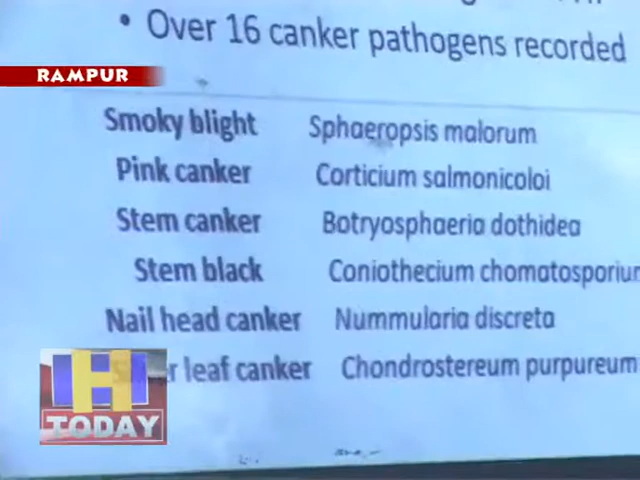 • Over 16 canker pathogens recorded
RAMPUR
Smoky blight Sphaeropsis malorum
Pink canker Corticium salmonicoloi
Stem canker Botryosphaeria dothidea
Stem black Coniothecium chomatosporiu
Nail head canker Nummularia discreta
leaf canker Chondrostereum purpureum
H
TODAY